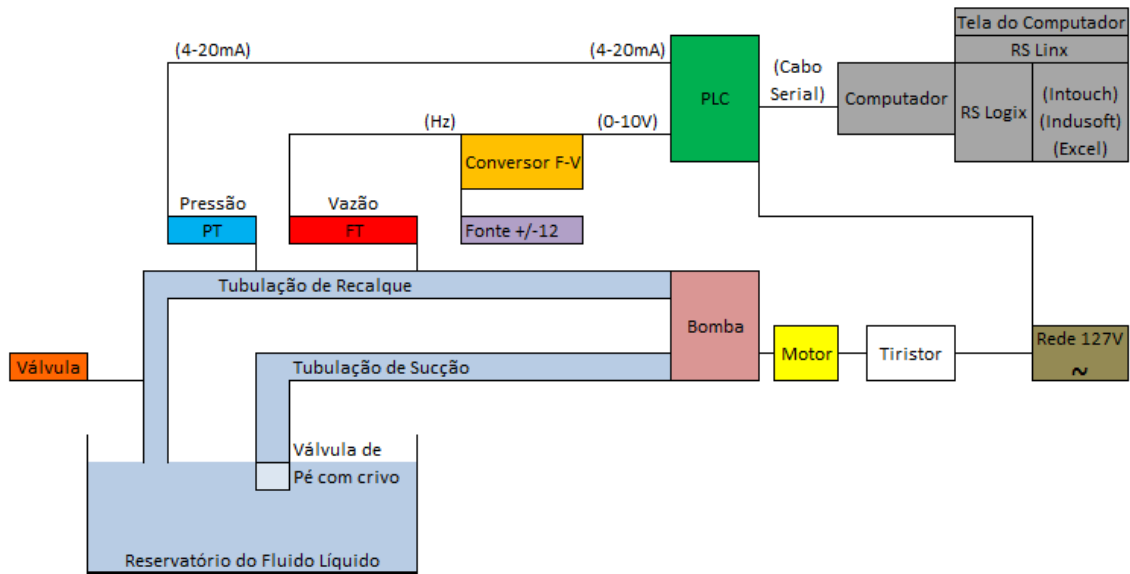 Tela do Computador
RS Linx
(4-20mA)
(4-20mA)
(Cabo
Serial)
PLC
Computador
RS Logix
(Intouch)
(Indusoft)
(Excel)
(Hz)
(0-10V)
Conversor F-V
Pressão
Vazão
PT
FT
Fonte +/-12
Tubulação de Recalque
Bomba
Motor
Tiristor
Rede 127V
~
Válvula
Tubulação de Sucção
Válvula de
Pé com crivo
Reservatório do Fluido Líquido